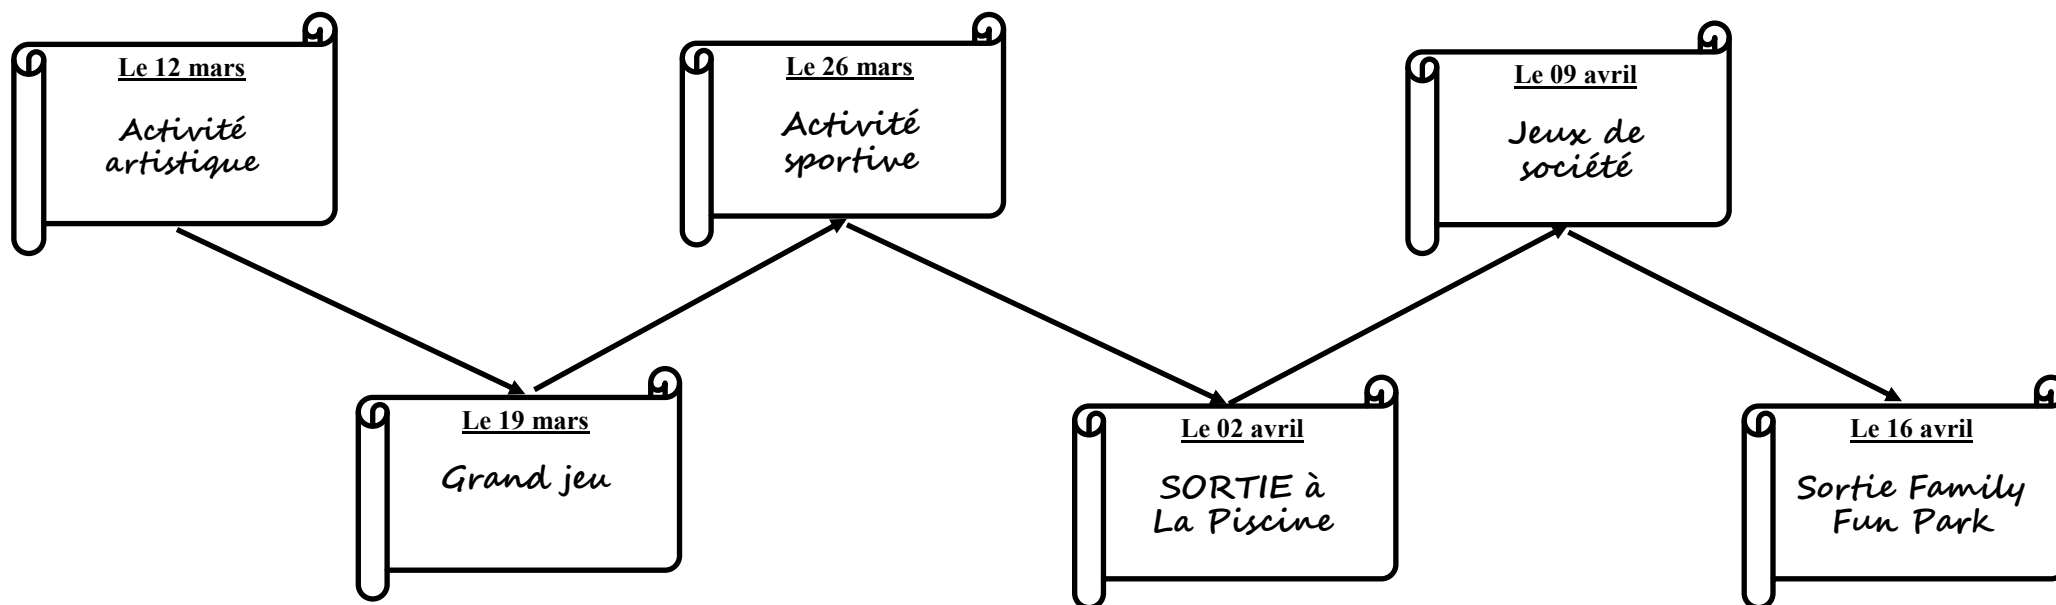 Le 12 mars
Activité
artistique
Le 19 mars
Grand jeu
Le 26 mars
Activité
sportive
Le 02 avril
SORTIE à
La Piscine
Le 09 avril
Jeux de
société
Le 16 avril
Sortie Family
Fun Park